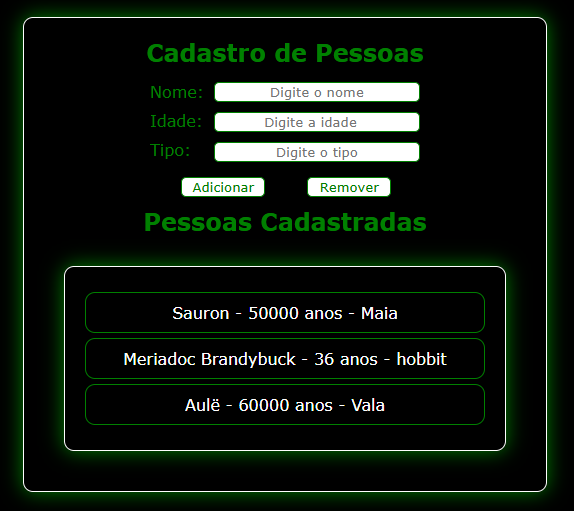 Cadastro de Pessoas
Nome: Digite o nome
Idade: Digite a idade
Tipo: Digite o tipo
Adicionar Remover
Pessoas Cadastradas
Sauron - 50000 anos - Maia
Meriadoc Brandybuck - 36 anos - hobbit
Aulë - 60000 anos - Vala